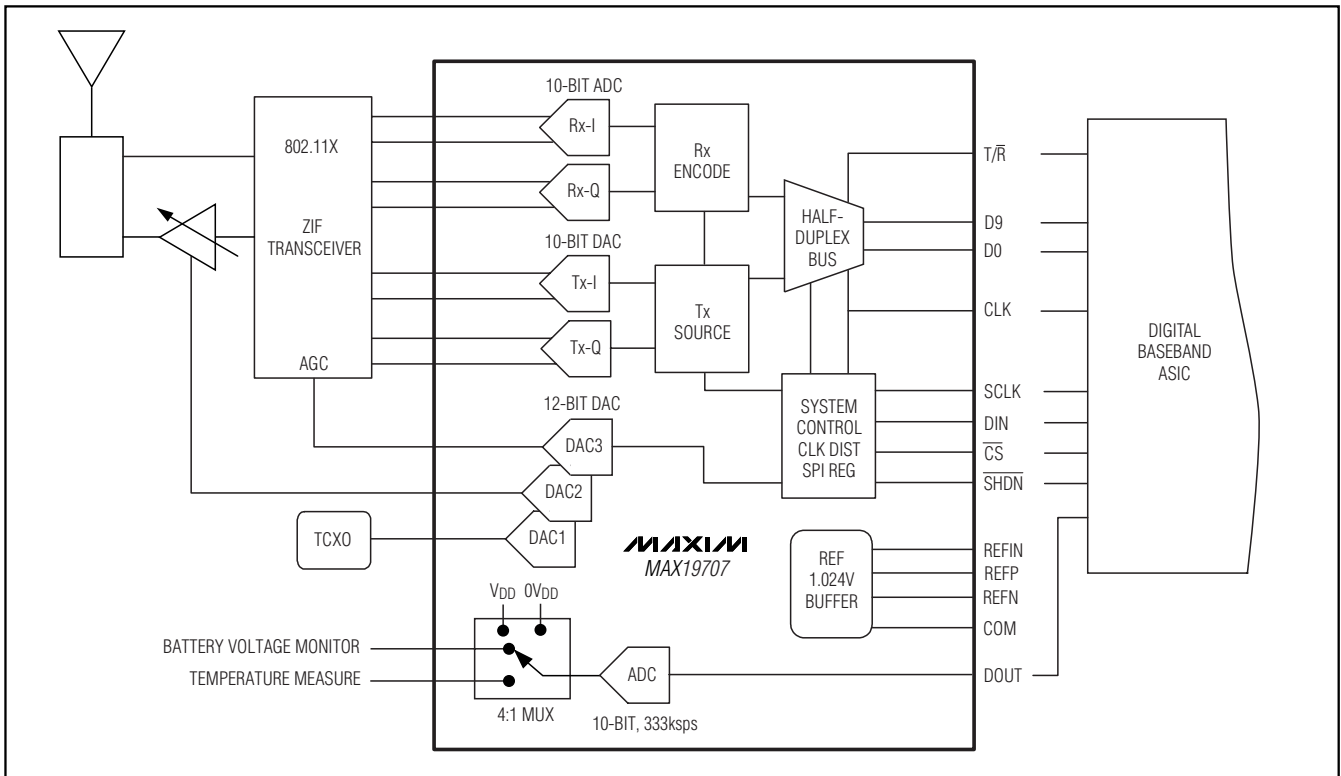 10-BIT ADC
802.11X
ZIF
TRANSCEIVER
AGC
Rx-I
Rx-Q
10-BIT DAC
Tx-I
Tx-Q
Rx
ENCODE
Tx
SOURCE
HALF-
DUPLEX
BUS
T/R̅
D9
D0
CLK
SCLK
DIN
C̅S̅
S̅H̅D̅N̅
DIGITAL
BASEBAND
ASIC
12-BIT DAC
DAC3
DAC2
DAC1
TCXO
SYSTEM
CONTROL
CLK DIST
SPI REG
MAXIM
MAX19707
REF
1.024V
BUFFER
REFIN
REFP
REFN
COM
VDD 0VDD
BATTERY VOLTAGE MONITOR
TEMPERATURE MEASURE
4:1 MUX
ADC
10-BIT, 333ksps
DOUT